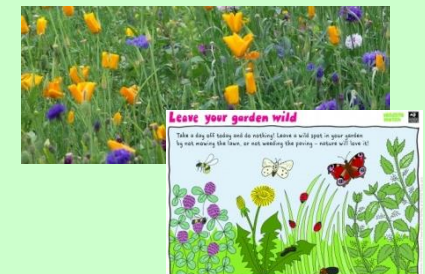 Leave your garden wild
Take a day off today and do nothing! Leave a wild spot in your garden
by not mowing the lawn, or not weeding the paving – nature will love it!